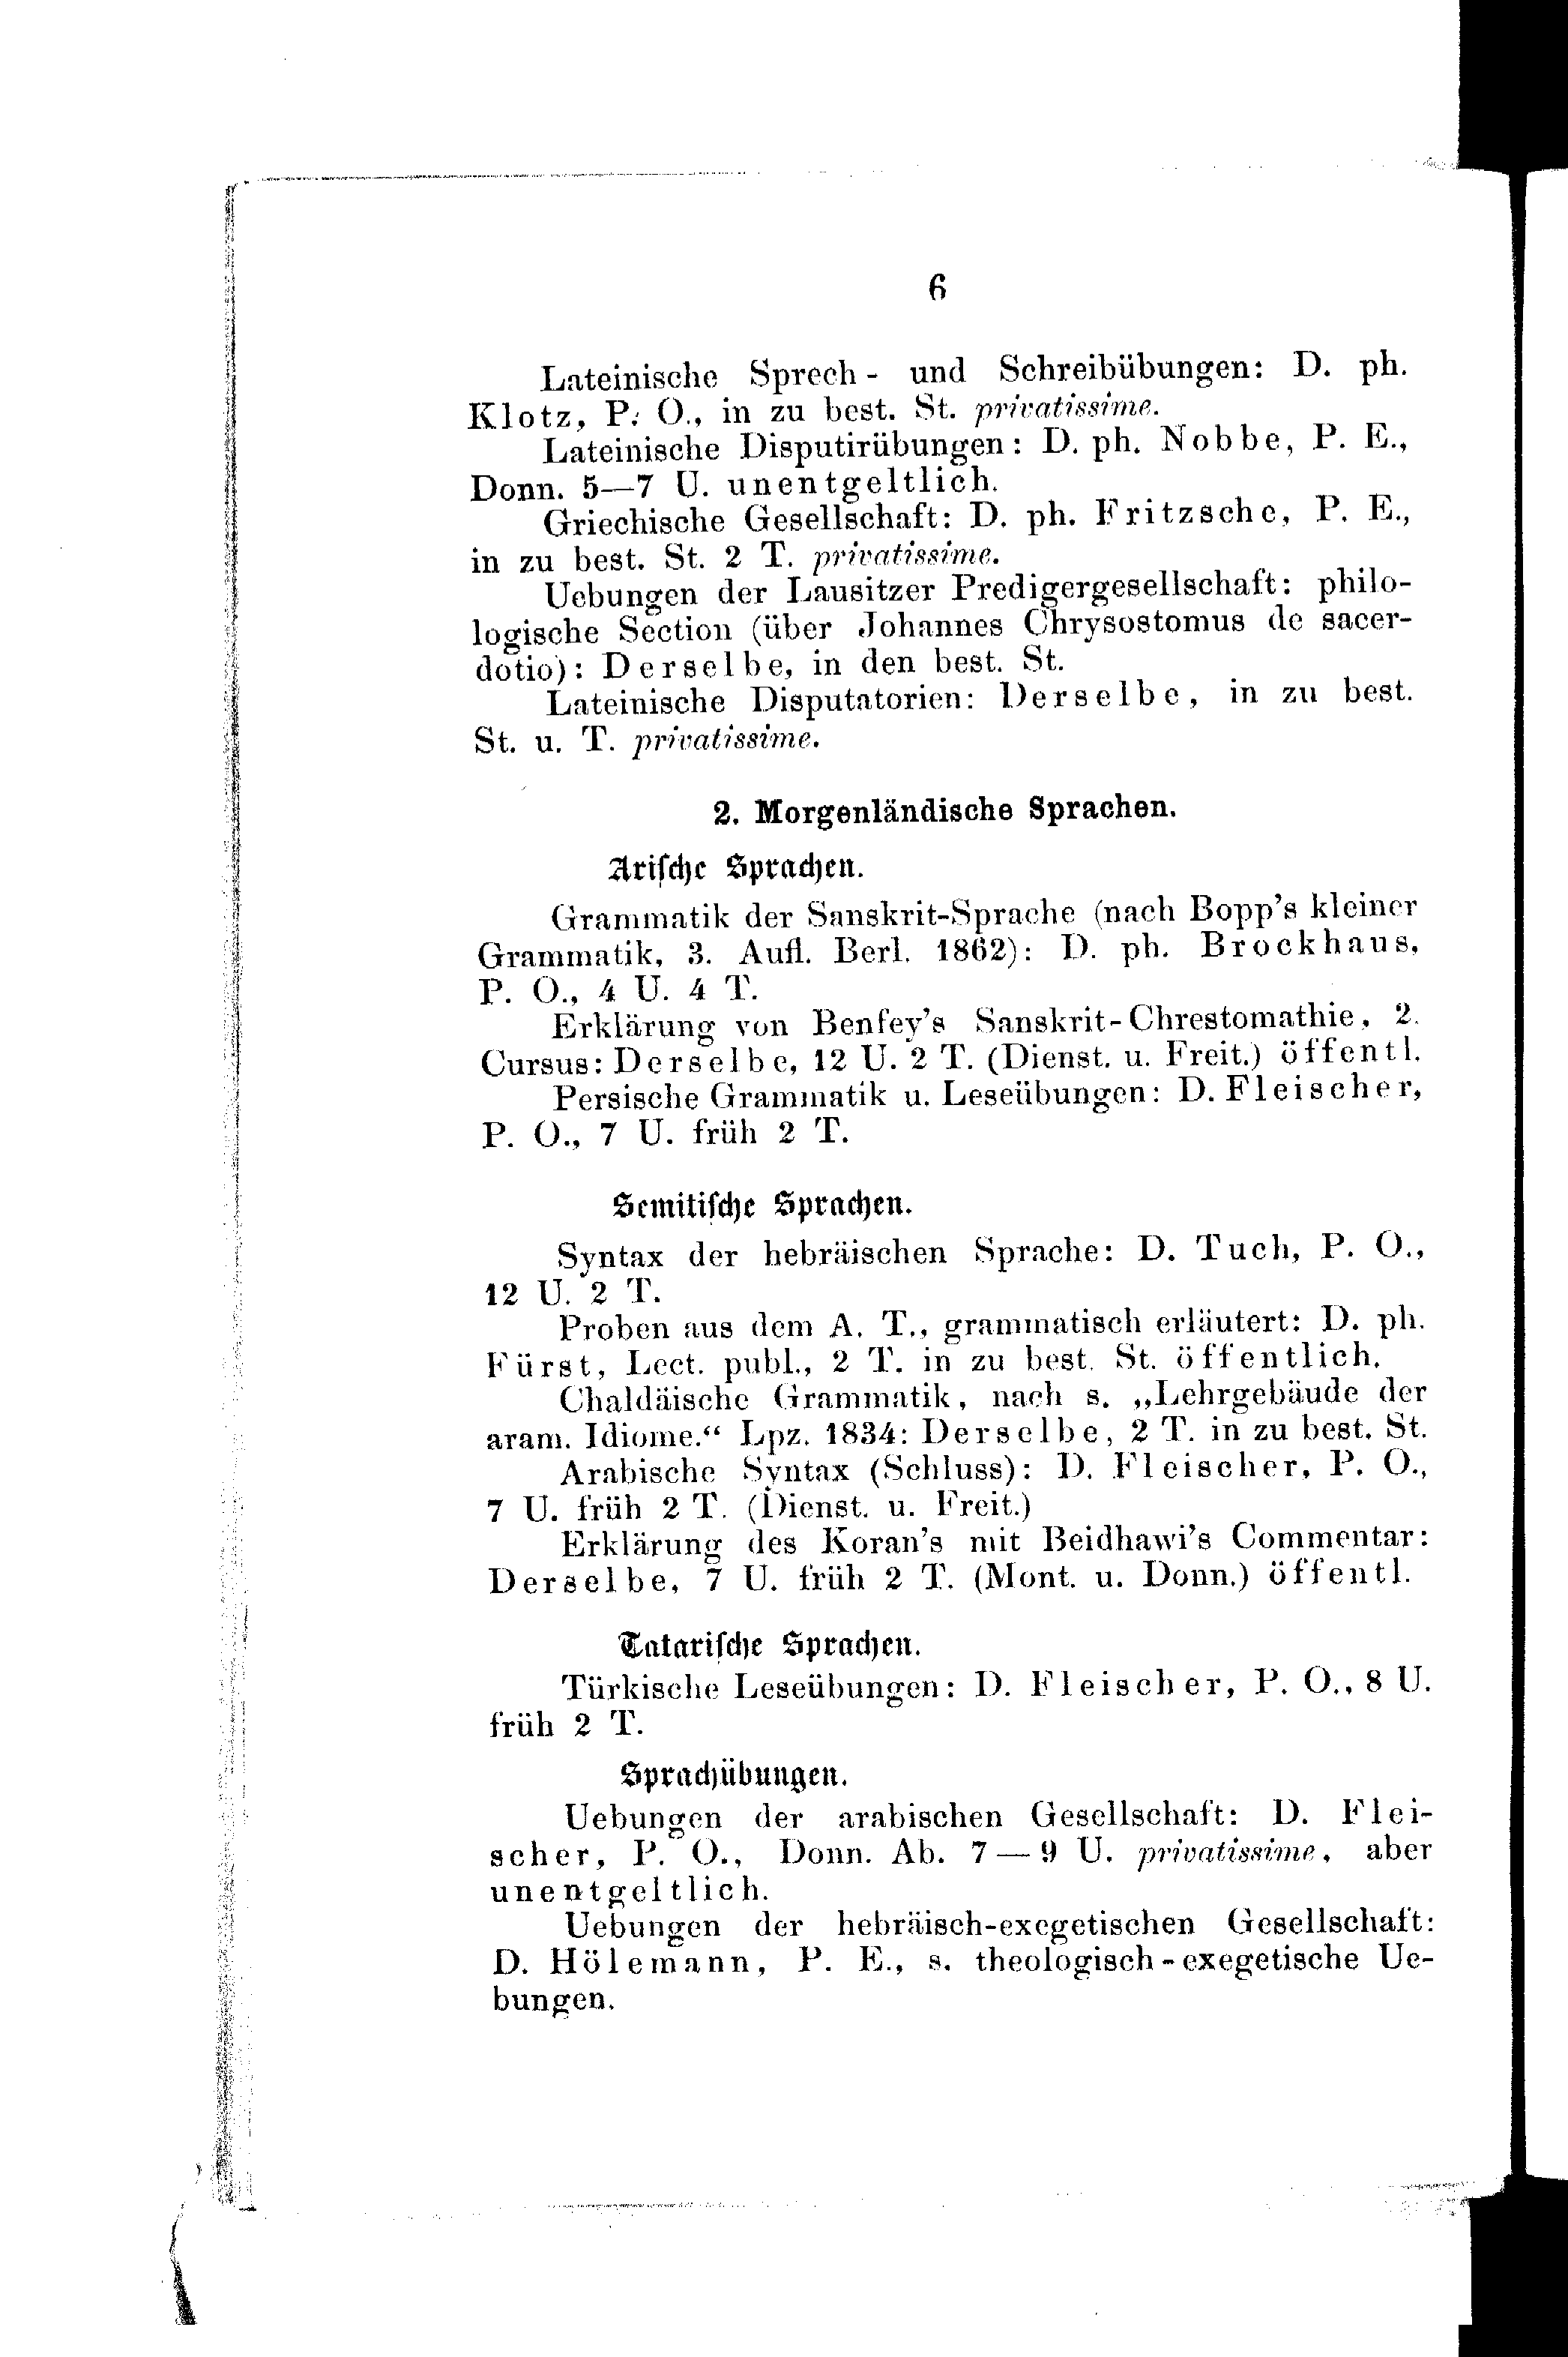 6
Lateinische Sprech- und Schreibübungen: D. ph.
Klotz, P. O., in zu best. St. privatissime.
Lateinische Disputirübungen: D. ph. Nobbe, P. E.,
Donn. 5—7 U. unentgeltlich.
Griechische Gesellschaft: D. ph. Fritzsche, P. E.,
in zu best. St. 2 T. privatissime.
Uebungen der Lausitzer Predigergesellschaft: philo-
logische Section (über Johannes Chrysostomus de sacer-
dotio): Derselbe, in den best. St.
Lateinische Disputatorien: Derselbe, in zu best.
St. u. T. privatissime.
2. Morgenländische Sprachen.
Ariſche Sprachen.
Grammatik der Sanskrit-Sprache (nach Bopp's kleiner
Grammatik, 3. Aufl. Berl. 1862): D. ph. Brockhaus,
P. O., 4 U. 4 T.
Erklärung von Benfey's Sanskrit-Chrestomathie, 2.
Cursus: Derselbe, 12 U. 2 T. (Dienst. u. Freit.) öffentl.
Persische Grammatik u. Leseübungen: D. Fleischer,
P. O., 7 U. früh 2 T.
Semitiſche Sprachen.
Syntax der hebräischen Sprache: D. Tuch, P. O.,
12 U. 2 T.
Proben aus dem A. T., grammatisch erläutert: D. ph.
Fürst, Lect. publ., 2 T. in zu best. St. öffentlich.
Chaldäische Grammatik, nach s. „Lehrgebäude der
aram. Idiome.“ Lpz. 1834: Derselbe, 2 T. in zu best. St.
Arabische Syntax (Schluss): D. Fleischer, P. O.,
7 U. früh 2 T. (Dienst. u. Freit.)
Erklärung des Koran's mit Beidhawi's Commentar:
Derselbe, 7 U. früh 2 T. (Mont. u. Donn.) öffentl.
Tatariſche Sprachen.
Türkische Leseübungen: D. Fleischer, P. O., 8 U.
früh 2 T.
Sprachübungen.
Uebungen der arabischen Gesellschaft: D. Flei-
scher, P. O., Donn. Ab. 7—9 U. privatissime, aber
unentgeltlich.
Uebungen der hebräisch-exegetischen Gesellschaft:
D. Hölemann, P. E., s. theologisch-exegetische Ue-
bungen.